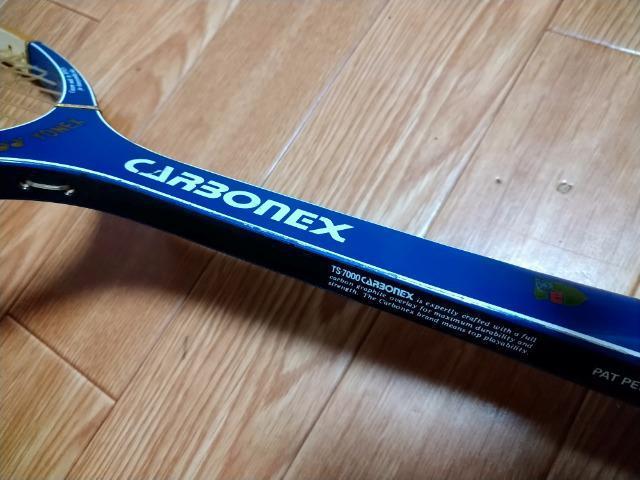 YONEX
CARBONEX
TS-7000 CARBONEX is expertly crafted with a full
carbon graphite overlay for maximum durability and
strength. The Carbonex brand means top playability.
PAT PE